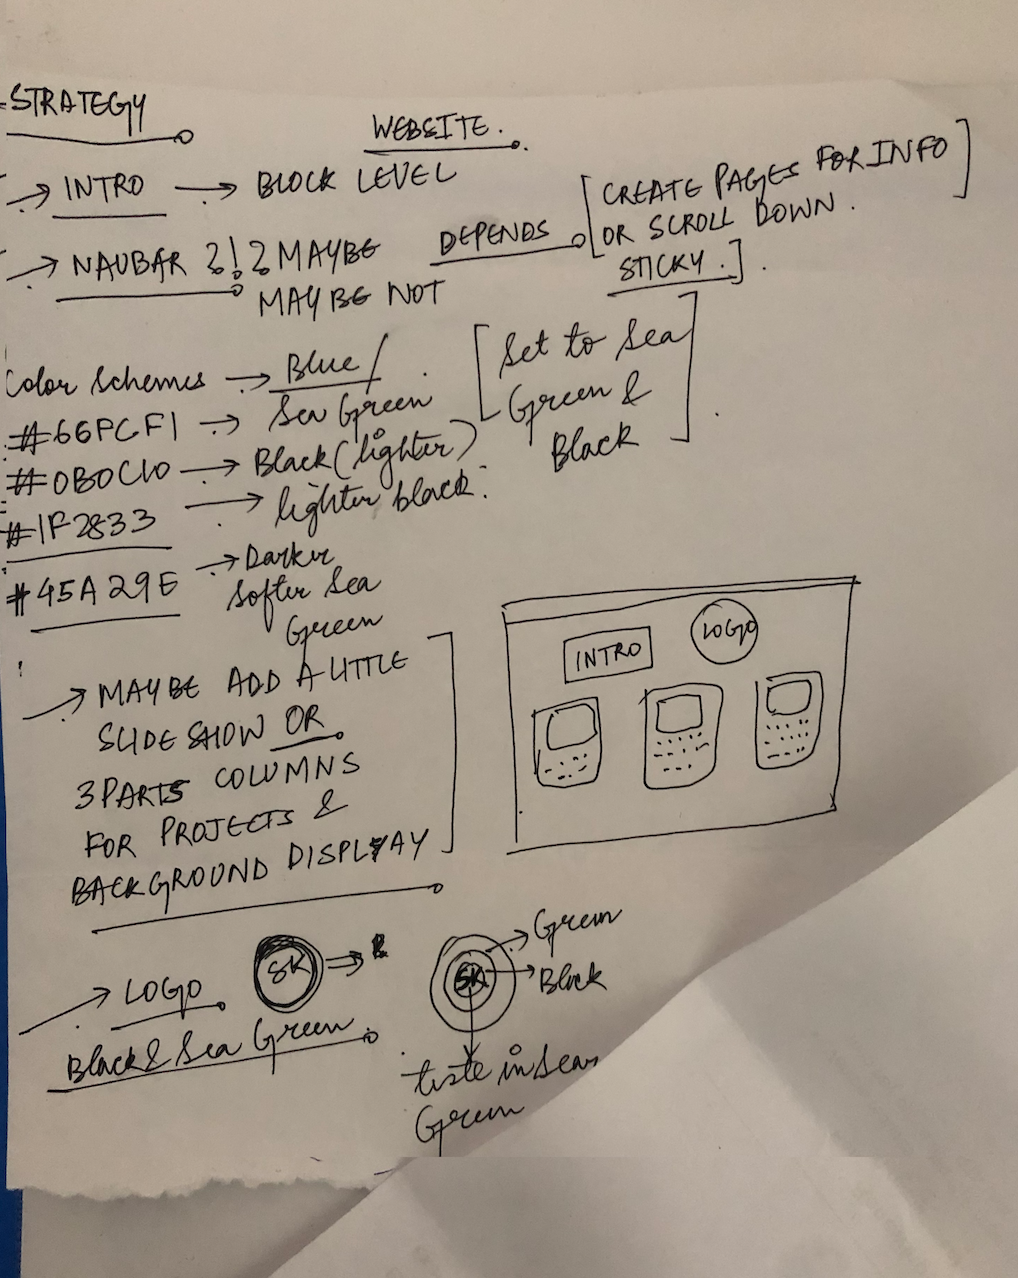 STRATEGY
WEBSITE.
→ INTRO → BLOCK LEVEL
→ NAVBAR ?!? MAYBE
MAYBE NOT
DEPENDS
[CREATE PAGES FOR INFO]
OR SCROLL DOWN.
STICKY.].
Color Schemes → Blue/
Sea Green.
[Set to Sea
Green &
Black].
#66FCF1 →
#0B0C10 → Black (lighter)
#1F2833 → lighter black.
#45A29E → Darker
Softer Sea
Green
→ MAYBE ADD A LITTLE
SLIDESHOW OR
3 PARTS COLUMNS
FOR PROJECTS &
BACKGROUND DISPLAY
INTRO
LOGO
→ LOGO
SK
Black & Sea Green.
SK
Green
Black
in Sea
Green